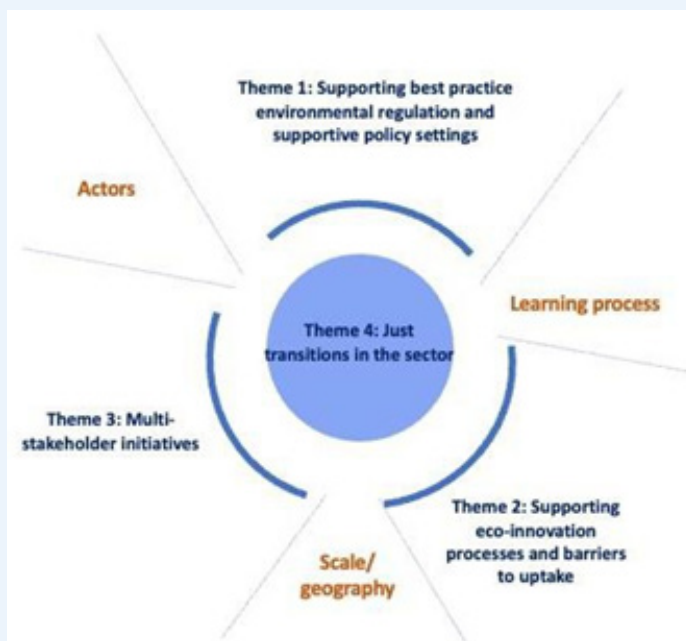 Theme 1: Supporting best practice
environmental regulation and
supportive policy settings
Actors
Learning process
Theme 4: Just
transitions in the sector
Theme 3: Multi-
stakeholder initiatives
Theme 2: Supporting
eco-innovation
processes and barriers
to uptake
Scale/
geography